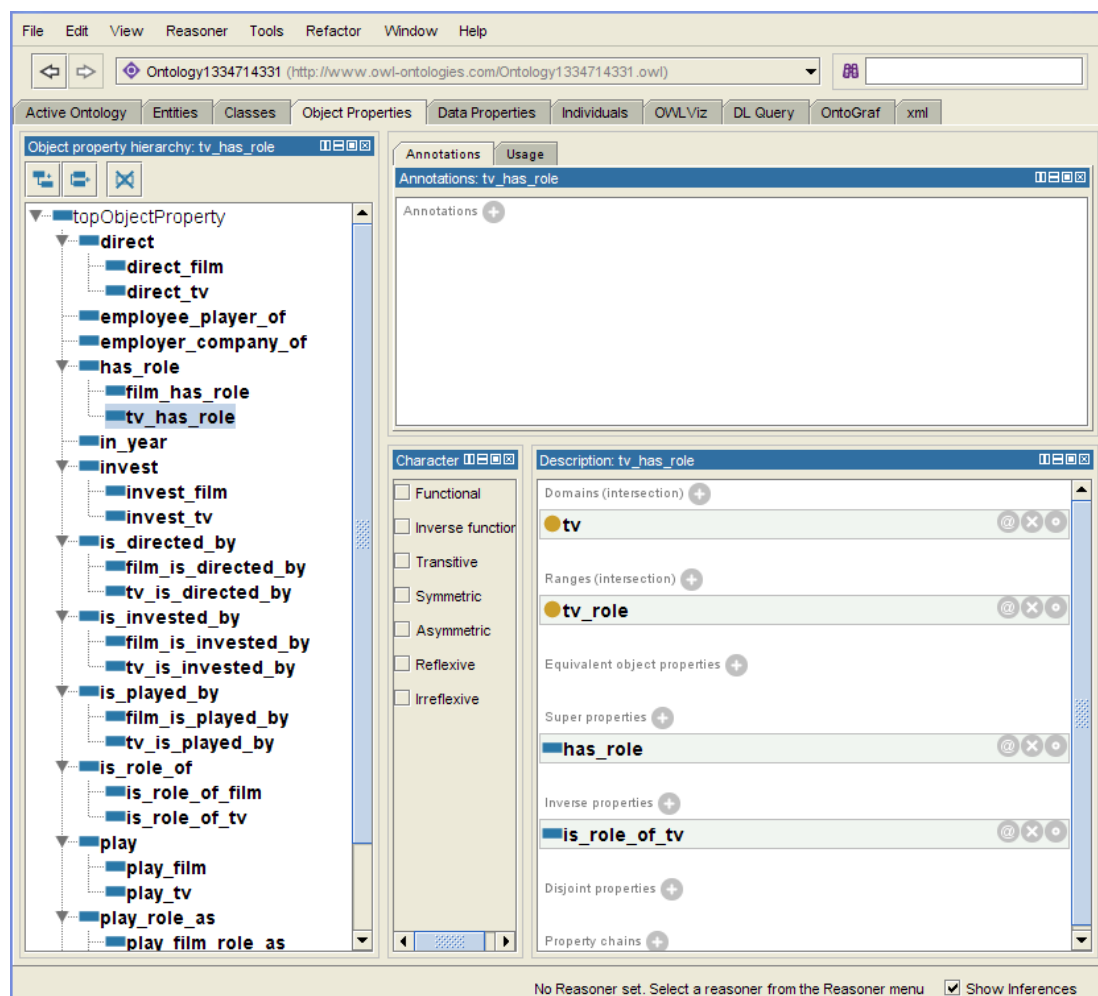 File Edit View Reasoner Tools Refactor Window Help
Ontology1334714331 (http://www.owl-ontologies.com/Ontology1334714331.owl)
Active Ontology Entities Classes Object Properties Data Properties Individuals OWLViz DL Query OntoGraf xml
Object property hierarchy: tv_has_role
topObjectProperty
direct
direct_film
direct_tv
employee_player_of
employer_company_of
has_role
film_has_role
tv_has_role
in_year
invest
invest_film
invest_tv
is_directed_by
film_is_directed_by
tv_is_directed_by
is_invested_by
film_is_invested_by
tv_is_invested_by
is_played_by
film_is_played_by
tv_is_played_by
is_role_of
is_role_of_film
is_role_of_tv
play
play_film
play_tv
play_role_as
play_film_role_as
Annotations Usage
Annotations: tv_has_role
Annotations
Character
Functional
Inverse function
Transitive
Symmetric
Asymmetric
Reflexive
Irreflexive
Description: tv_has_role
Domains (intersection)
tv
@
Ranges (intersection)
tv_role
@
Equivalent object properties
Super properties
has_role
@
Inverse properties
is_role_of_tv
@
Disjoint properties
Property chains
No Reasoner set. Select a reasoner from the Reasoner menu Show Inferences